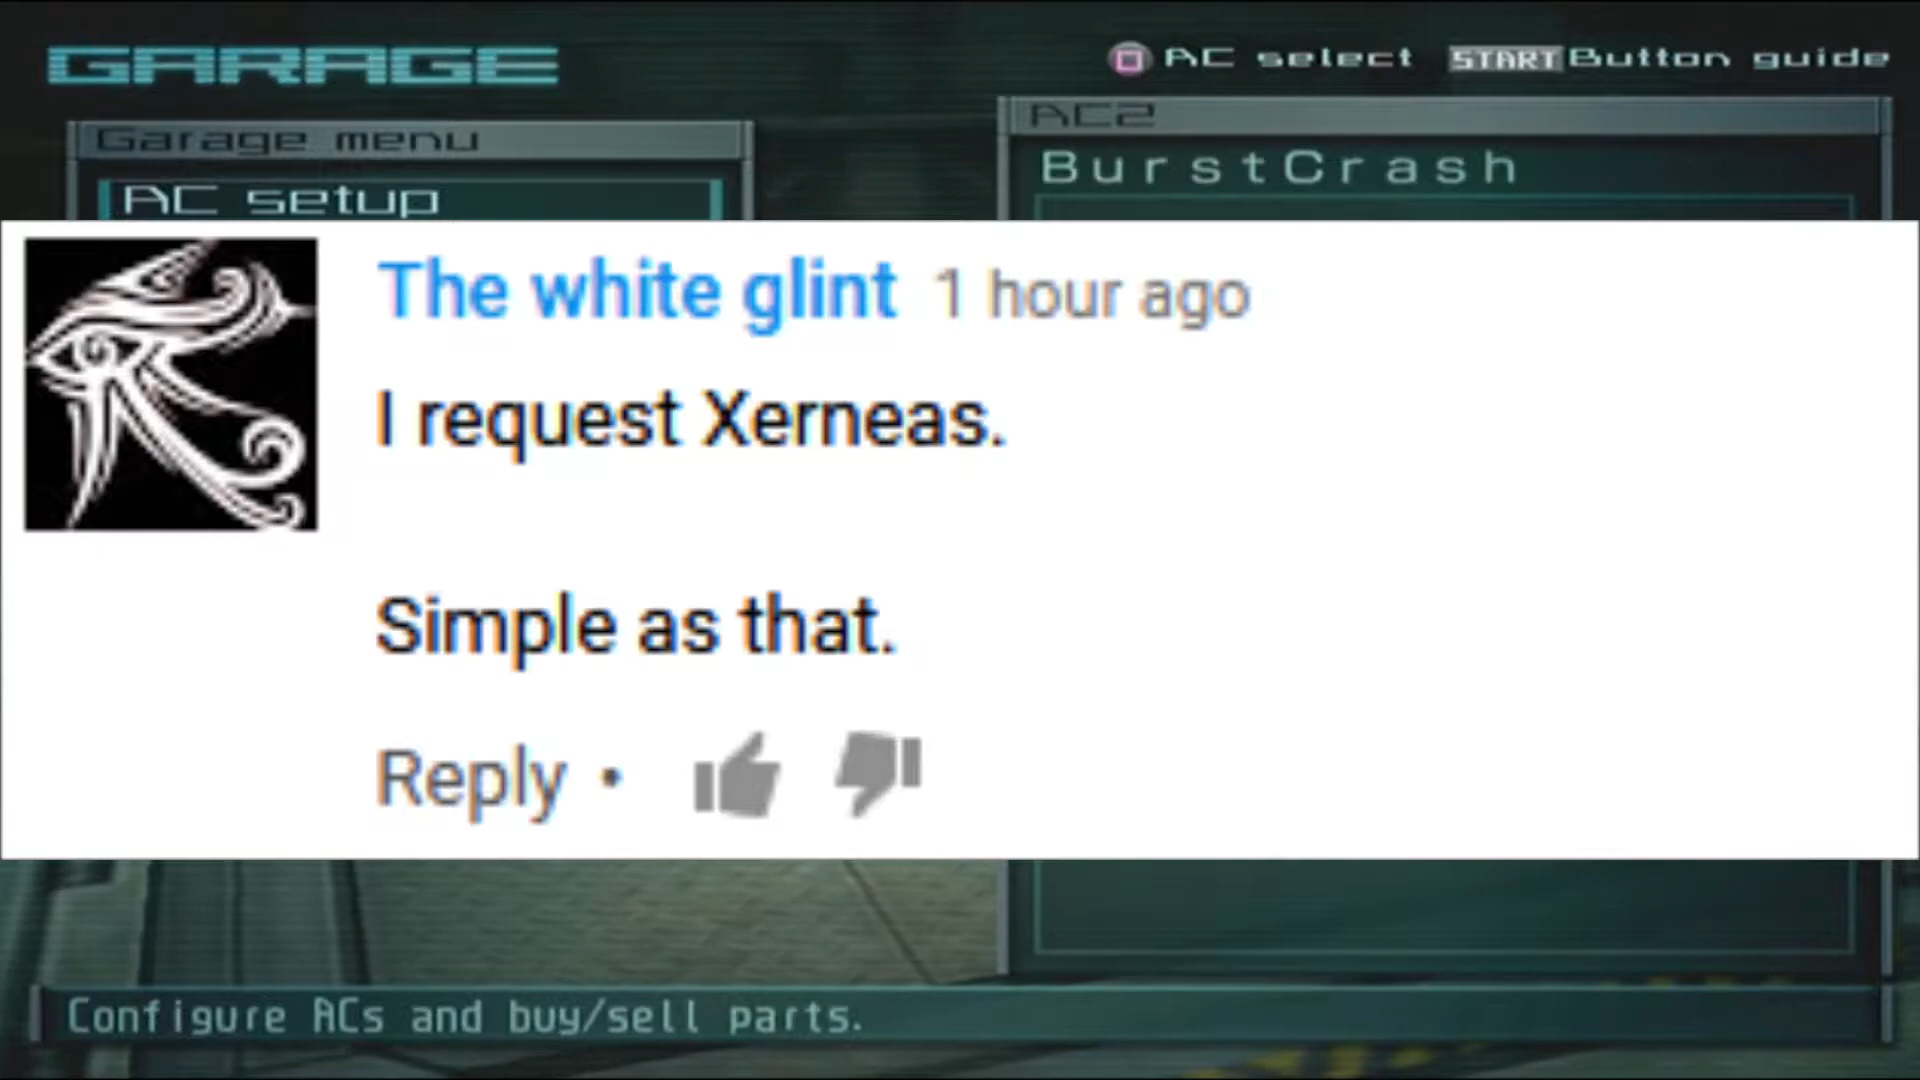 GARAGE
AC select START Button guide
Garage menu
AC setup
AC2
BurstCrash
The white glint 1 hour ago
I request Xerneas.
Simple as that.
Reply •
Configure ACs and buy/sell parts.